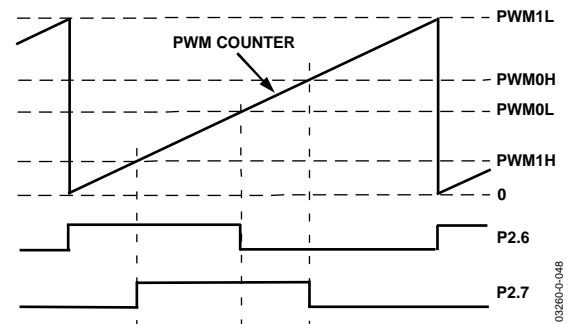 PWM1L
PWM COUNTER
PWM0H
PWM0L
PWM1H
0
P2.6
P2.7
03260-0-048